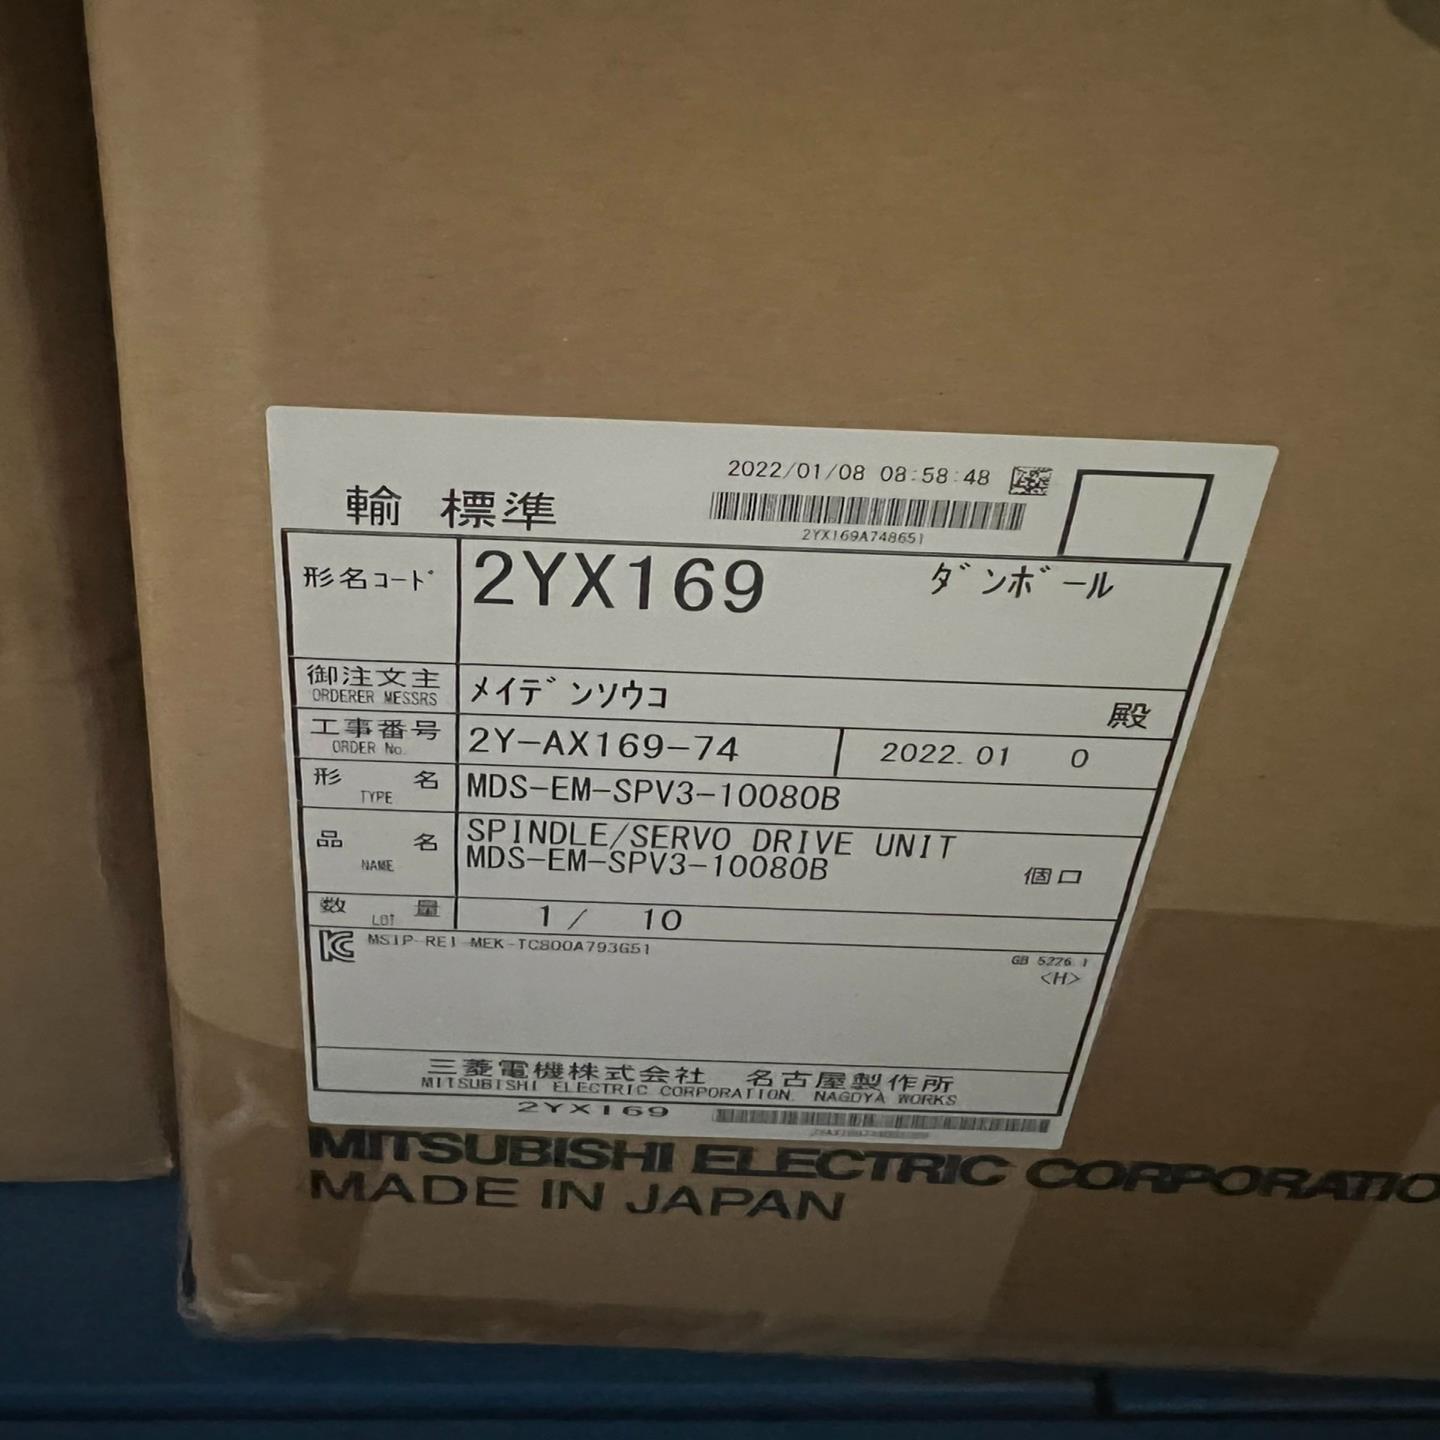 2022/01/08 08:58:48
輸 標準
2YX169A748651
形名コード 2YX169 ダンボール
御注文主 メイデンソウコ 殿
ORDERER MESSRS
工事番号 2Y-AX169-74 2022.01 0
ORDER No.
形 名 MDS-EM-SPV3-10080B
TYPE
品 名 SPINDLE/SERVO DRIVE UNIT
NAME MDS-EM-SPV3-10080B 個口
数 量 1/ 10
LOT
MSIP-REI-MEK-TC800A793G51
GB 5226.1
<H>
三菱電機株式会社 名古屋製作所
MITSUBISHI ELECTRIC CORPORATION. NAGOYA WORKS
2YX169
MITSUBISHI ELECTRIC CORPORATIO
MADE IN JAPAN